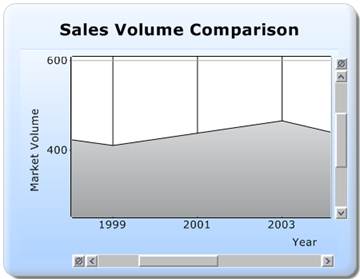 Sales Volume Comparison
600
400
Market Volume
1999 2001 2003
Year